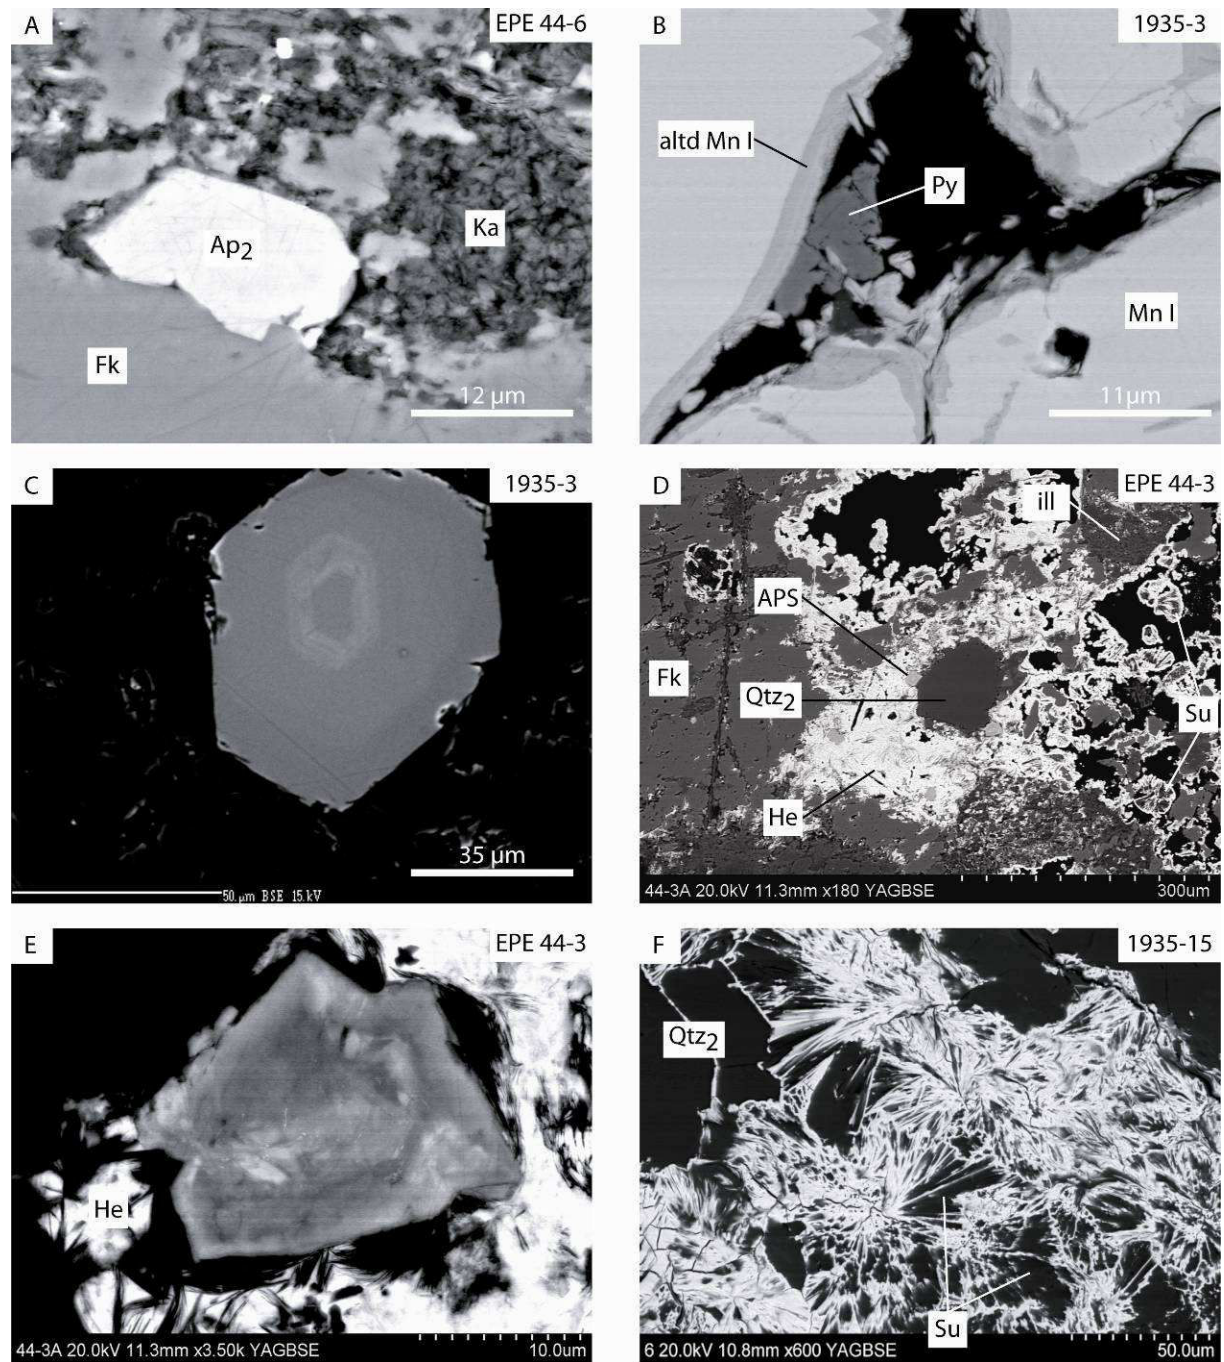 A
EPE 44-6
Ap2
Ka
Fk
12 µm
B
1935-3
altd Mn I
Py
Mn I
11µm
C
1935-3
35 µm
50.µm BSE 15.kV
D
EPE 44-3
ill
APS
Fk
Qtz2
Su
He
44-3A 20.0kV 11.3mm x180 YAGBSE
300um
E
EPE 44-3
He
44-3A 20.0kV 11.3mm x3.50k YAGBSE
10.0um
F
1935-15
Qtz2
Su
6 20.0kV 10.8mm x600 YAGBSE
50.0um